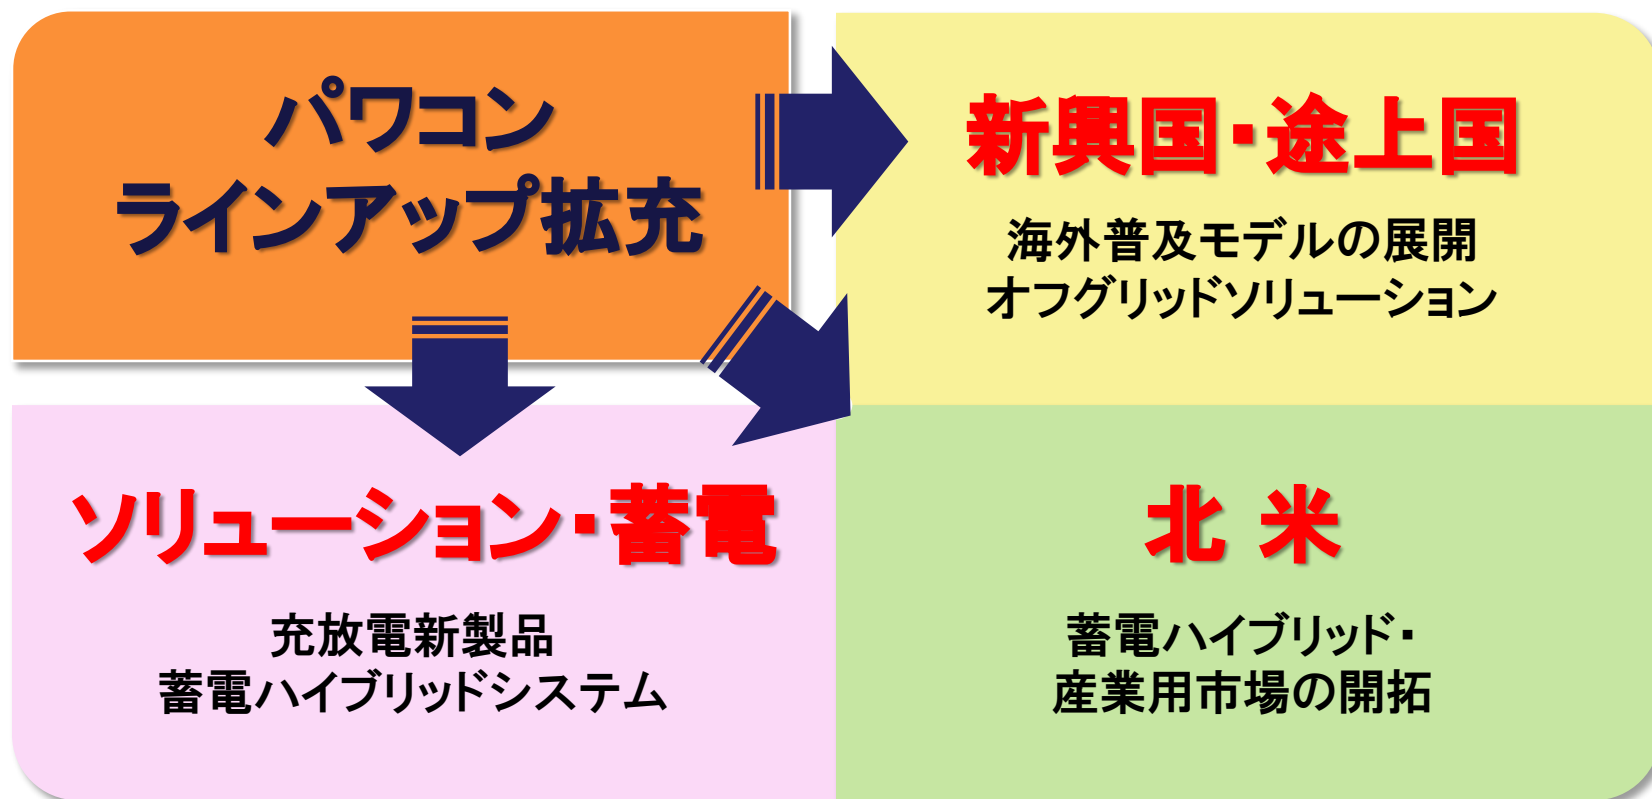 パワコン
ラインアップ拡充
新興国・途上国
海外普及モデルの展開
オフグリッドソリューション
ソリューション・蓄電
充放電新製品
蓄電ハイブリッドシステム
北 米
蓄電ハイブリッド・
産業用市場の開拓